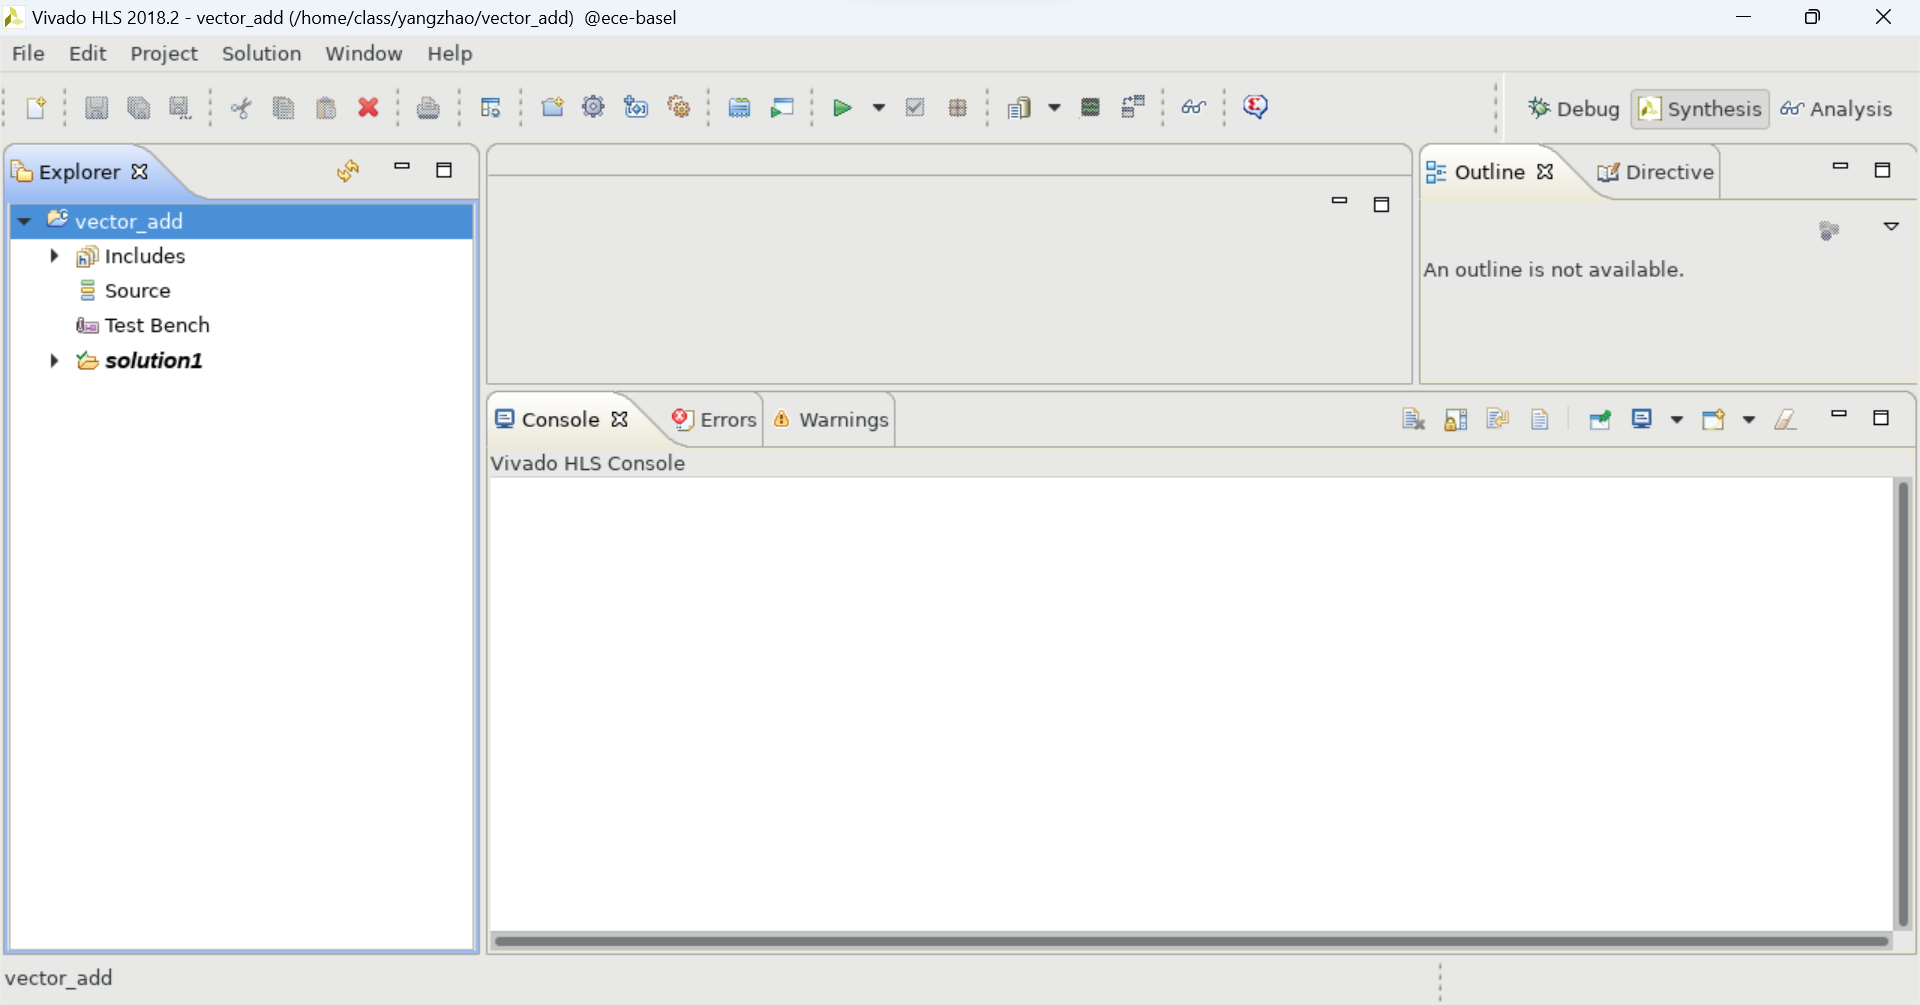 Vivado HLS 2018.2 - vector_add (/home/class/yangzhao/vector_add) @ece-basel
File Edit Project Solution Window Help
Debug Synthesis Analysis
Explorer
vector_add
Includes
Source
Test Bench
solution1
Outline Directive
An outline is not available.
Console Errors Warnings
Vivado HLS Console
vector_add